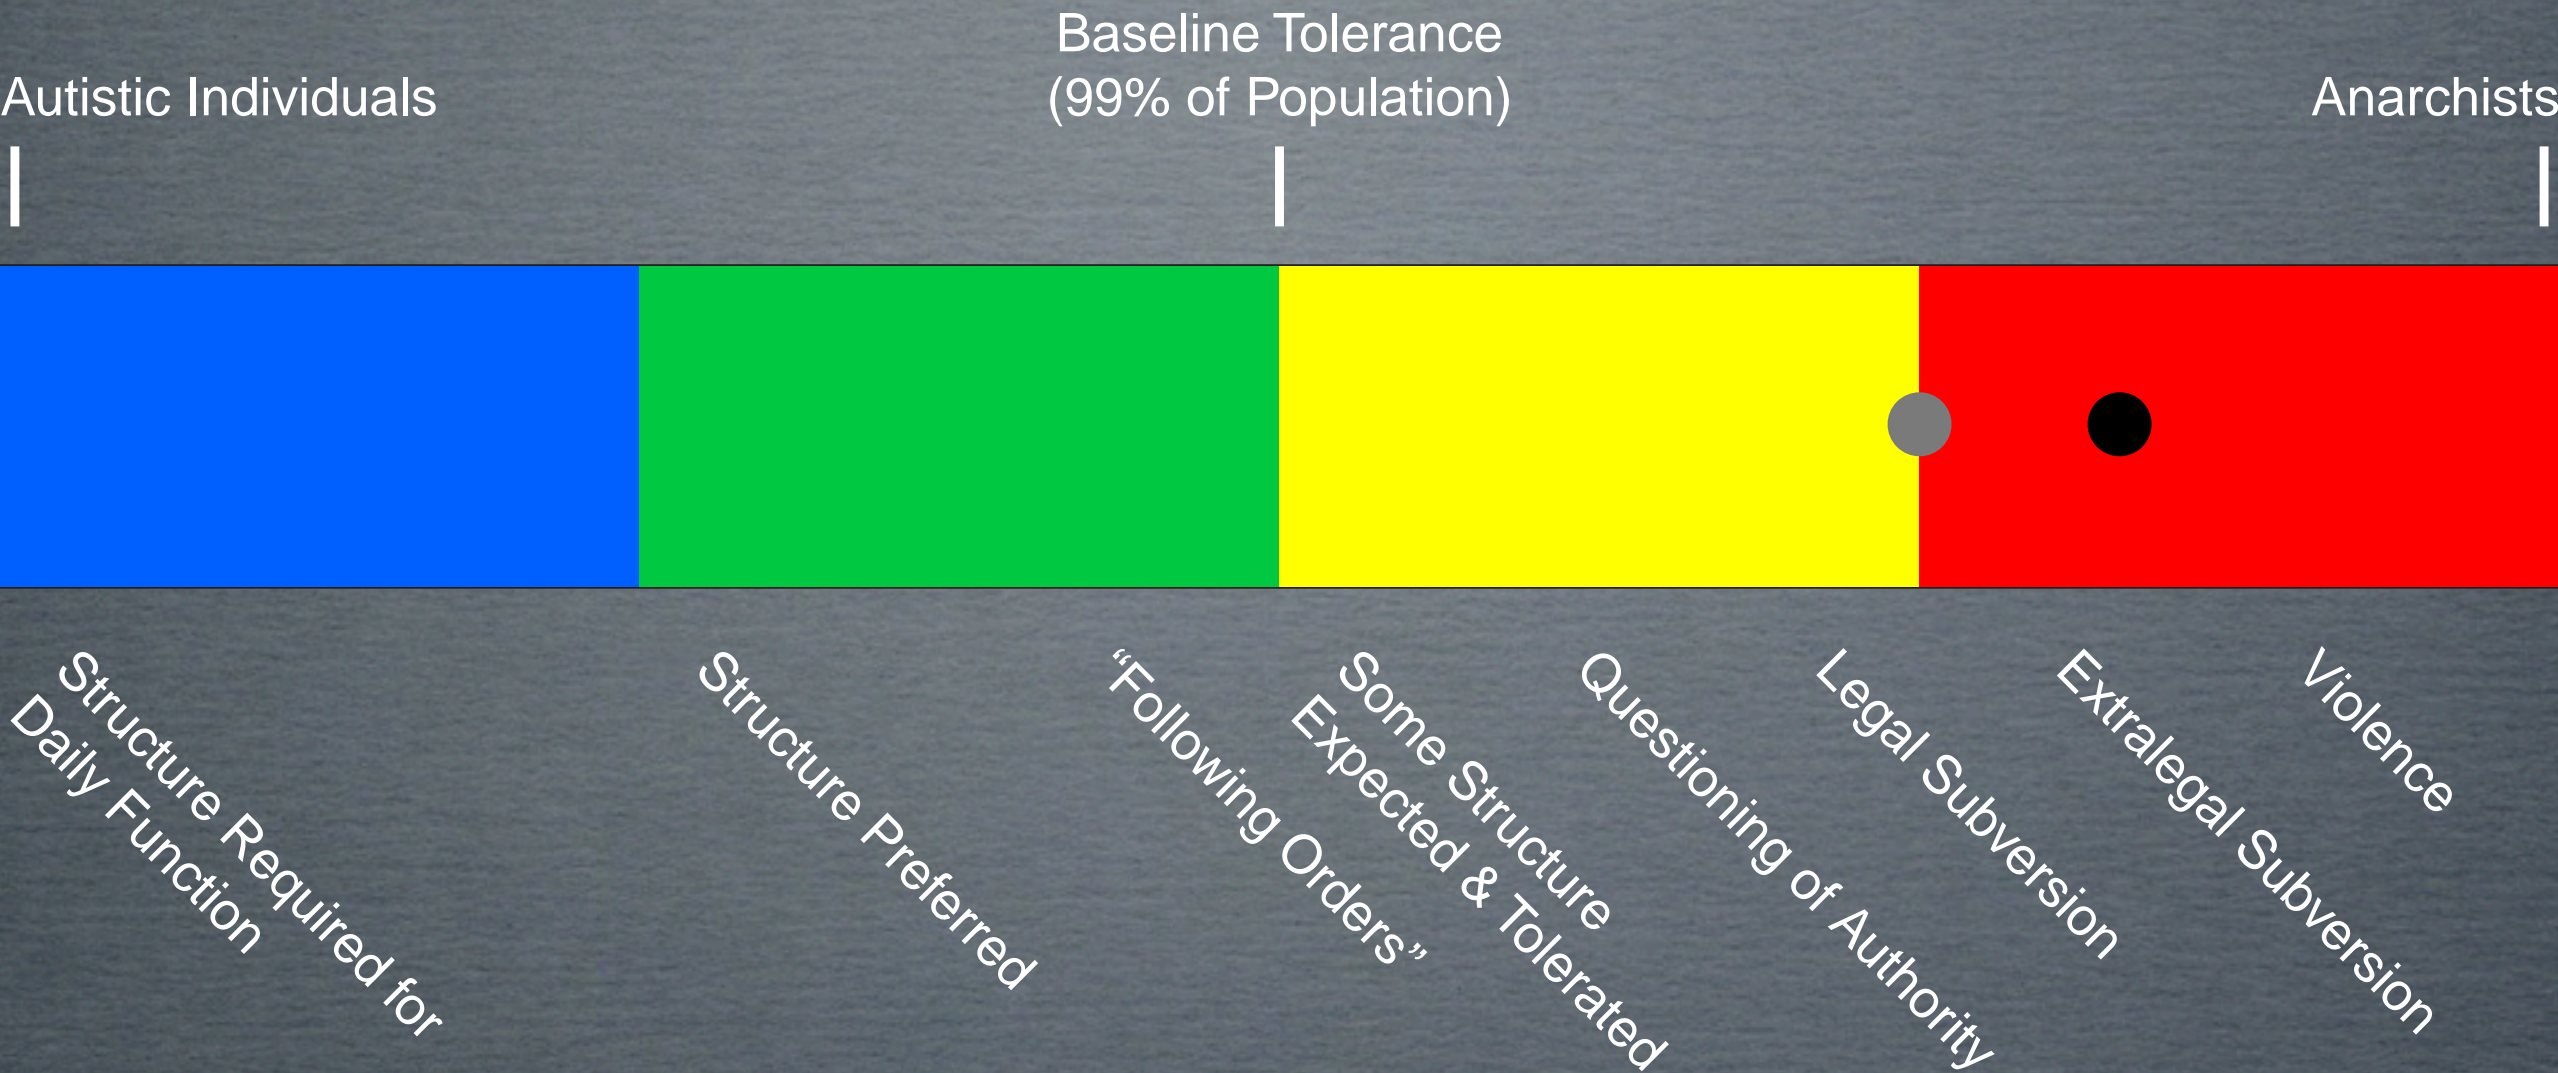 Baseline Tolerance
(99% of Population)
Autistic Individuals
Anarchists
Structure Required for
Daily Function
Structure Preferred
“Following Orders”
Some Structure
Expected & Tolerated
Questioning of Authority
Legal Subversion
Extralegal Subversion
Violence